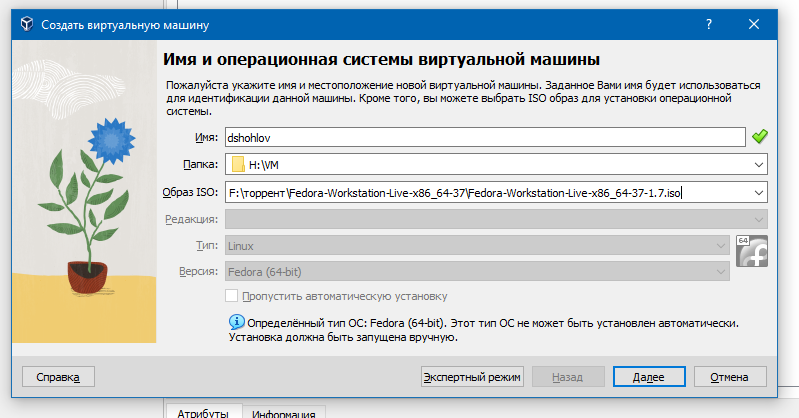 Создать виртуальную машину
?
Имя и операционная системы виртуальной машины
Пожалуйста укажите имя и местоположение новой виртуальной машины. Заданное Вами имя будет использоваться
для идентификации данной машины. Кроме того, вы можете выбрать ISO образ для установки операционной
системы.
Имя: dshohlov
Папка: H:\VM
Образ ISO: F:\торрент\Fedora-Workstation-Live-x86_64-37\Fedora-Workstation-Live-x86_64-37-1.7.iso
Редакция:
Тип: Linux 64
Версия: Fedora (64-bit)
Пропустить автоматическую установку
Определённый тип ОС: Fedora (64-bit). Этот тип ОС не может быть установлен автоматически.
Установка должна быть запущена вручную.
Справка Экспертный режим Назад Далее Отмена
Атрибуты Информация